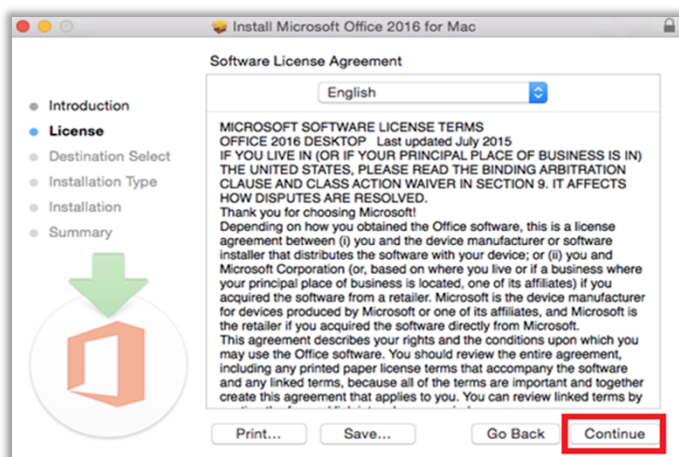 Install Microsoft Office 2016 for Mac
Software License Agreement
English
Introduction
License
Destination Select
Installation Type
Installation
Summary
MICROSOFT SOFTWARE LICENSE TERMS
OFFICE 2016 DESKTOP   Last updated July 2015
IF YOU LIVE IN (OR IF YOUR PRINCIPAL PLACE OF BUSINESS IS IN)
THE UNITED STATES, PLEASE READ THE BINDING ARBITRATION
CLAUSE AND CLASS ACTION WAIVER IN SECTION 9. IT AFFECTS
HOW DISPUTES ARE RESOLVED.
Thank you for choosing Microsoft!
Depending on how you obtained the Office software, this is a license
agreement between (i) you and the device manufacturer or software
installer that distributes the software with your device; or (ii) you and
Microsoft Corporation (or, based on where you live or if a business where
your principal place of business is located, one of its affiliates) if you
acquired the software from a retailer. Microsoft is the device manufacturer
for devices produced by Microsoft or one of its affiliates, and Microsoft is
the retailer if you acquired the software directly from Microsoft.
This agreement describes your rights and the conditions upon which you
may use the Office software. You should review the entire agreement,
including any printed paper license terms that accompany the software
and any linked terms, because all of the terms are important and together
create this agreement that applies to you. You can review linked terms by
Print...
Save...
Go Back
Continue